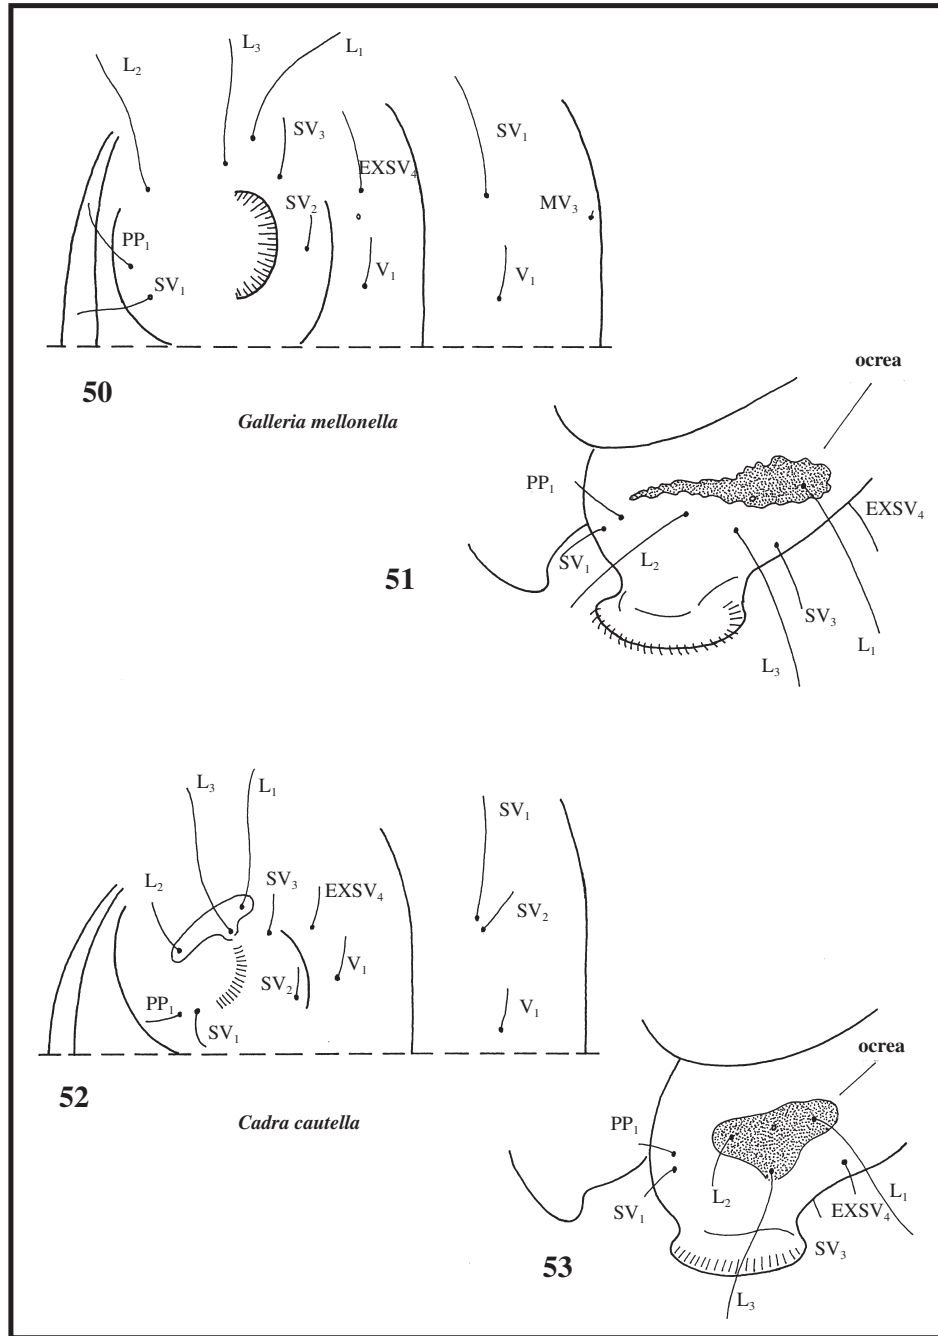 L₂
L₃
L₁
SV₃
SV₁
EXSV₄
SV₂
MV₃
PP₁
V₁
V₁
SV₁
50
Galleria mellonella
ocrea
PP₁
EXSV₄
SV₁
L₂
51
SV₃
L₁
L₃
L₃
L₁
SV₁
L₂
SV₃
EXSV₄
SV₂
V₁
SV₂
PP₁
V₁
SV₁
52
Cadra cautella
ocrea
PP₁
L₂
L₁
SV₁
EXSV₄
SV₃
53
L₃